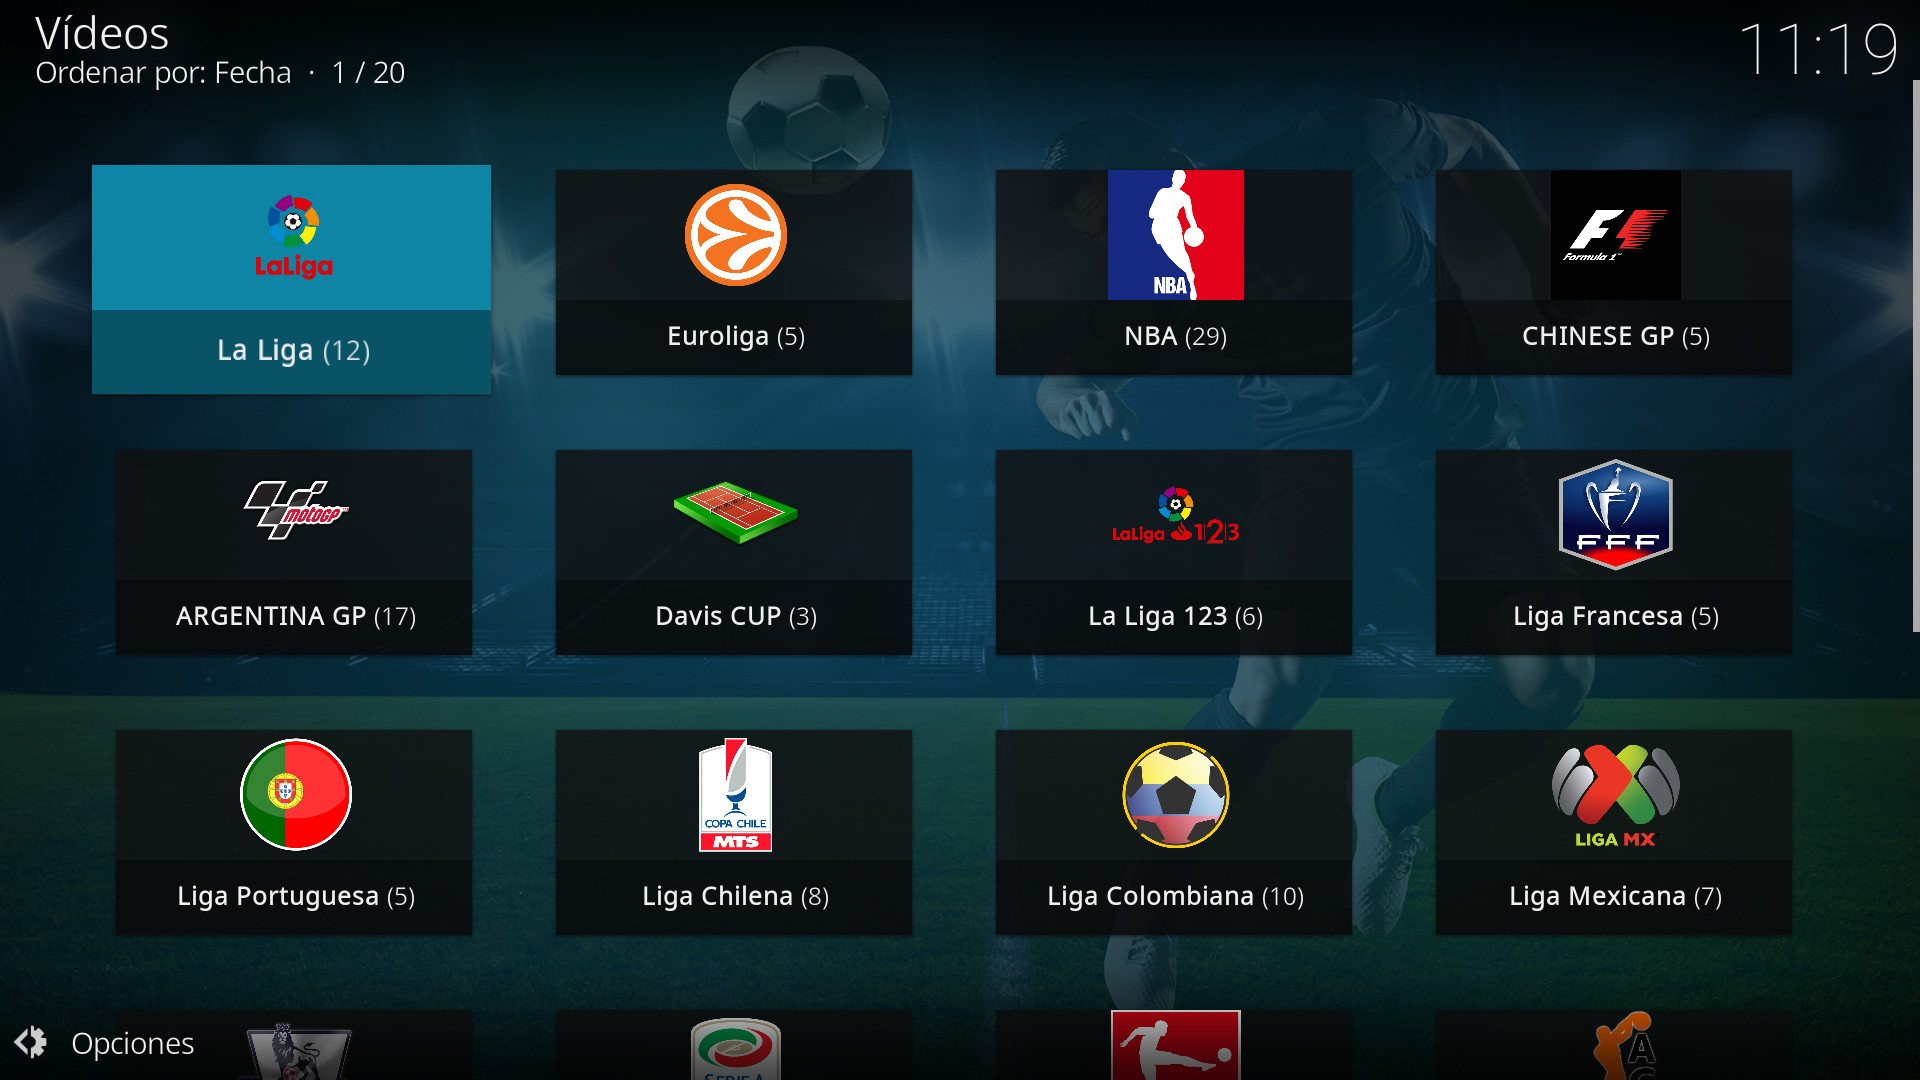 Vídeos
Ordenar por: Fecha · 1 / 20
11:19
LaLiga
NBA
F1
Formula 1
La Liga (12)
Euroliga (5)
NBA (29)
CHINESE GP (5)
motoGP
LaLiga 1|2|3
FFF
ARGENTINA GP (17)
Davis CUP (3)
La Liga 123 (6)
Liga Francesa (5)
COPA CHILE
MTS
LIGA MX
Liga Portuguesa (5)
Liga Chilena (8)
Liga Colombiana (10)
Liga Mexicana (7)
Opciones
SERIE A